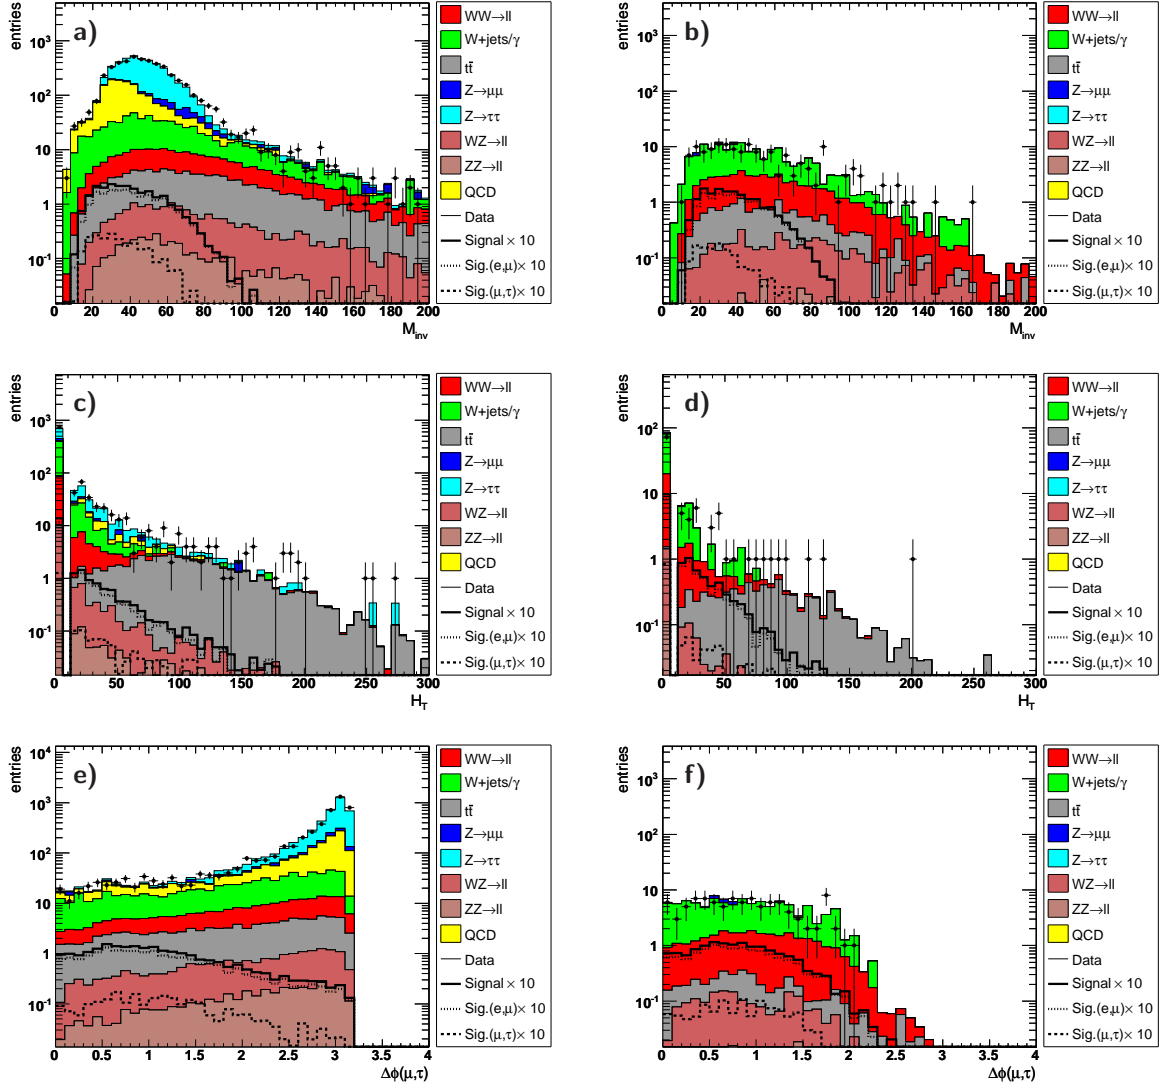 entries
a)
10³
10²
10
1
10⁻¹
0 20 40 60 80 100 120 140 160 180 200
M_inv
WW→ll
W+jets/γ
tt̄
Z→μμ
Z→ττ
WZ→ll
ZZ→ll
QCD
Data
Signal × 10
Sig.(e,μ)× 10
Sig.(μ,τ)× 10
entries
b)
10³
10²
10
1
10⁻¹
0 20 40 60 80 100 120 140 160 180 200
M_inv
WW→ll
W+jets/γ
tt̄
Z→μμ
Z→ττ
WZ→ll
ZZ→ll
QCD
Data
Signal × 10
Sig.(e,μ)× 10
Sig.(μ,τ)× 10
entries
c)
10³
10²
10
1
10⁻¹
0 50 100 150 200 250 300
H_T
WW→ll
W+jets/γ
tt̄
Z→μμ
Z→ττ
WZ→ll
ZZ→ll
QCD
Data
Signal × 10
Sig.(e,μ)× 10
Sig.(μ,τ)× 10
entries
d)
10³
10²
10
1
10⁻¹
0 50 100 150 200 250 300
H_T
WW→ll
W+jets/γ
tt̄
Z→μμ
Z→ττ
WZ→ll
ZZ→ll
QCD
Data
Signal × 10
Sig.(e,μ)× 10
Sig.(μ,τ)× 10
entries
e)
10⁴
10³
10²
10
1
10⁻¹
0 0.5 1 1.5 2 2.5 3 3.5 4
Δϕ(μ,τ)
WW→ll
W+jets/γ
tt̄
Z→μμ
Z→ττ
WZ→ll
ZZ→ll
QCD
Data
Signal × 10
Sig.(e,μ)× 10
Sig.(μ,τ)× 10
entries
f)
10³
10²
10
1
10⁻¹
0 0.5 1 1.5 2 2.5 3 3.5 4
Δϕ(μ,τ)
WW→ll
W+jets/γ
tt̄
Z→μμ
Z→ττ
WZ→ll
ZZ→ll
QCD
Data
Signal × 10
Sig.(e,μ)× 10
Sig.(μ,τ)× 10